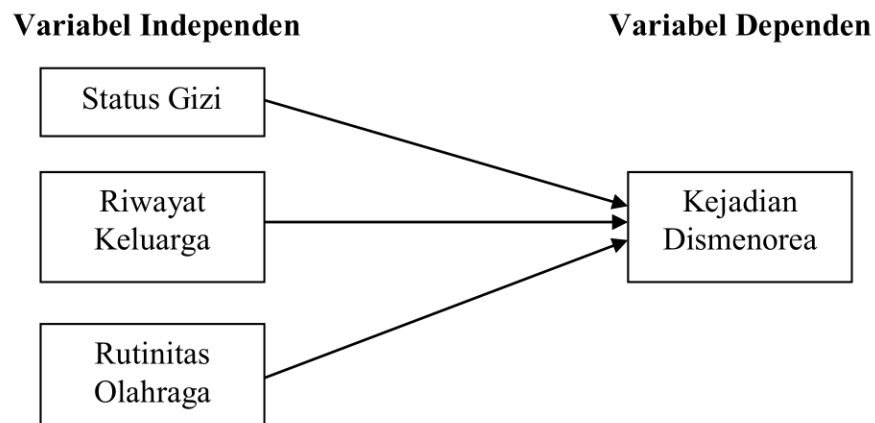 Variabel Independen
Variabel Dependen
Status Gizi
Riwayat
Keluarga
Kejadian
Dismenorea
Rutinitas
Olahraga